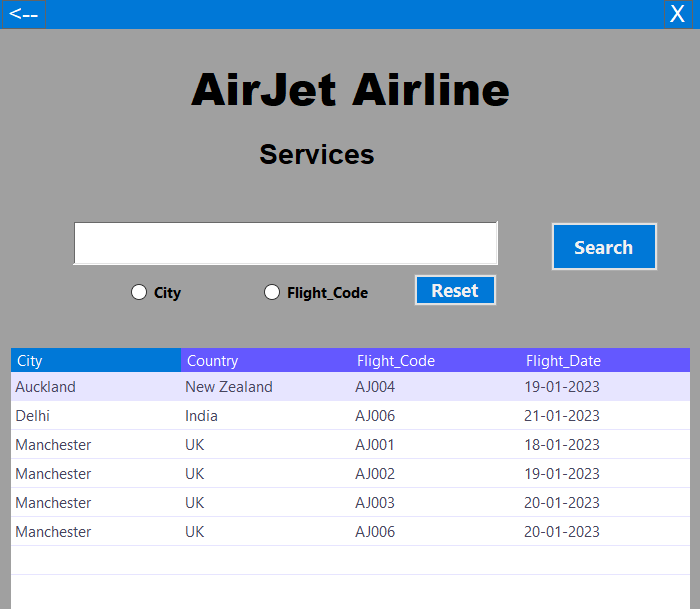 <-- X
AirJet Airline
Services
Search
City Flight_Code Reset
City Country Flight_Code Flight_Date
Auckland New Zealand AJ004 19-01-2023
Delhi India AJ006 21-01-2023
Manchester UK AJ001 18-01-2023
Manchester UK AJ002 19-01-2023
Manchester UK AJ003 20-01-2023
Manchester UK AJ006 20-01-2023